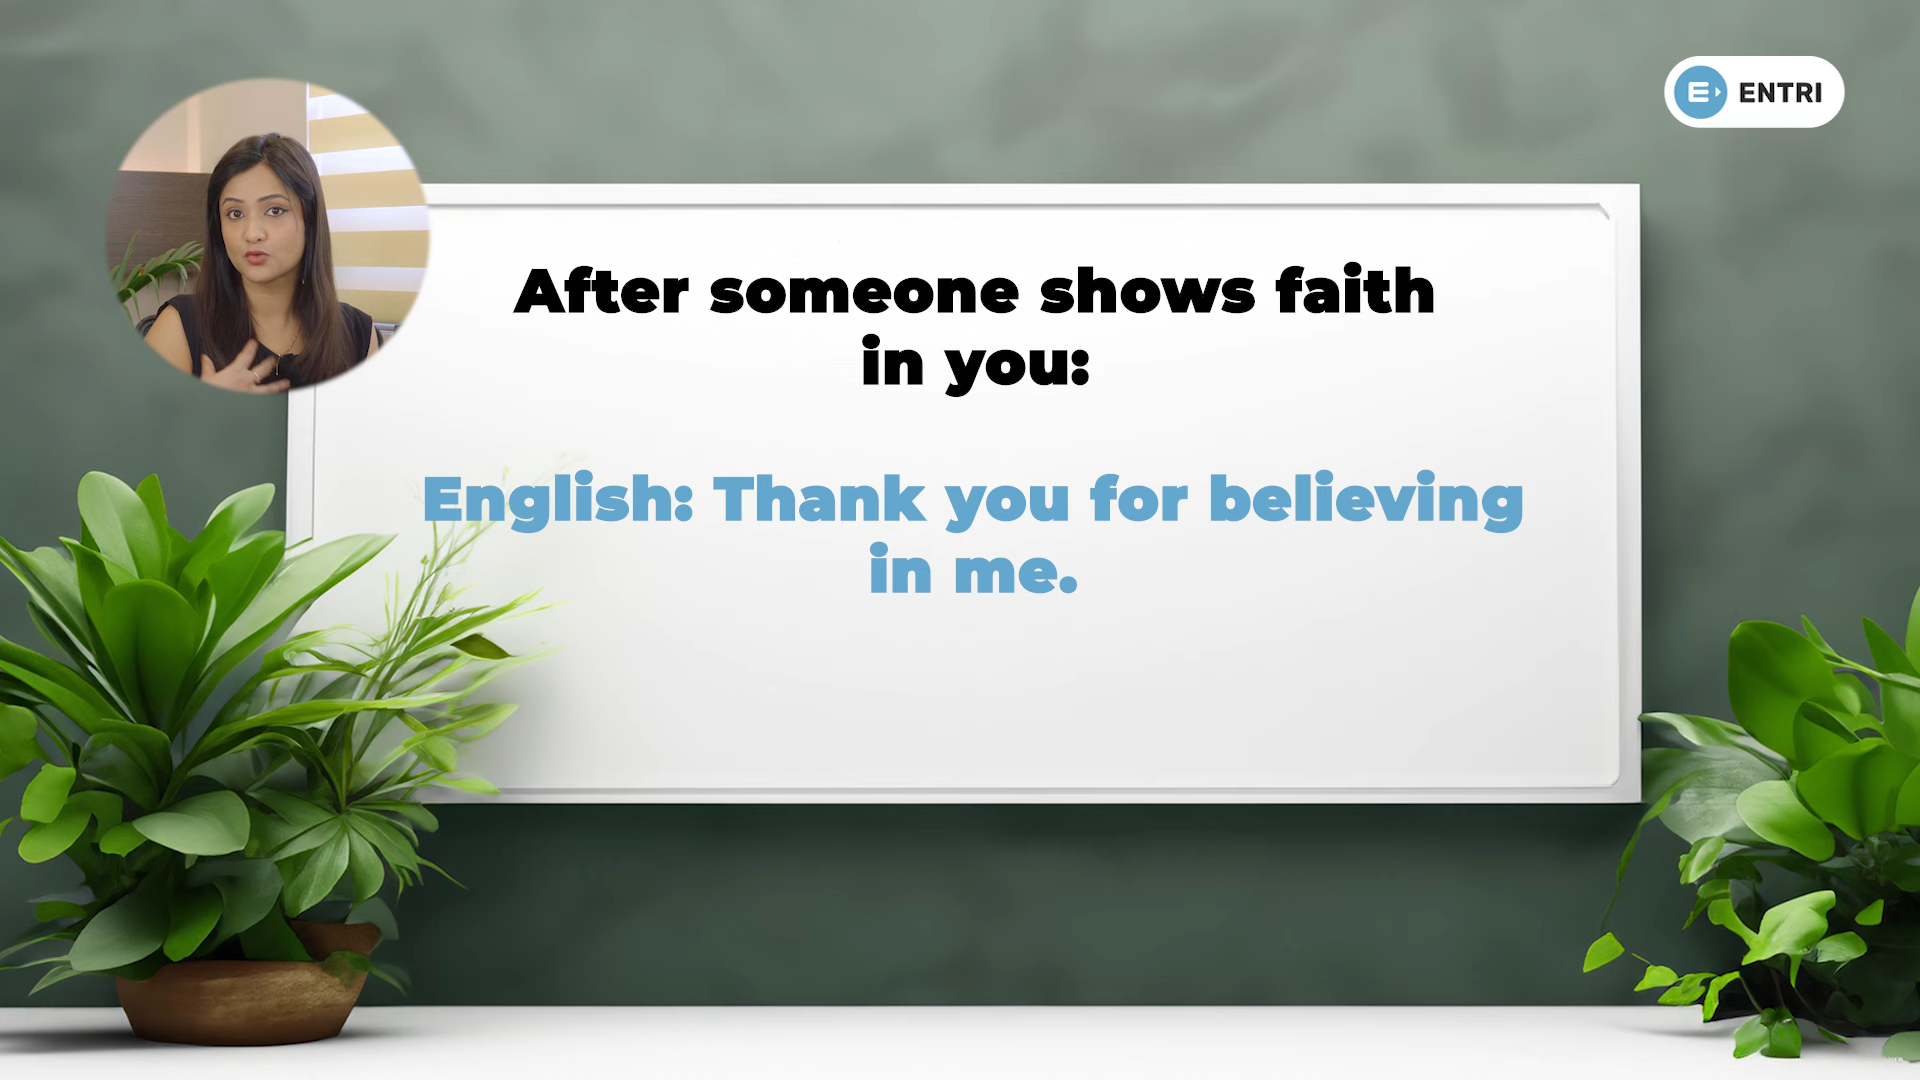 ENTRI
After someone shows faith
in you:
English: Thank you for believing
in me.